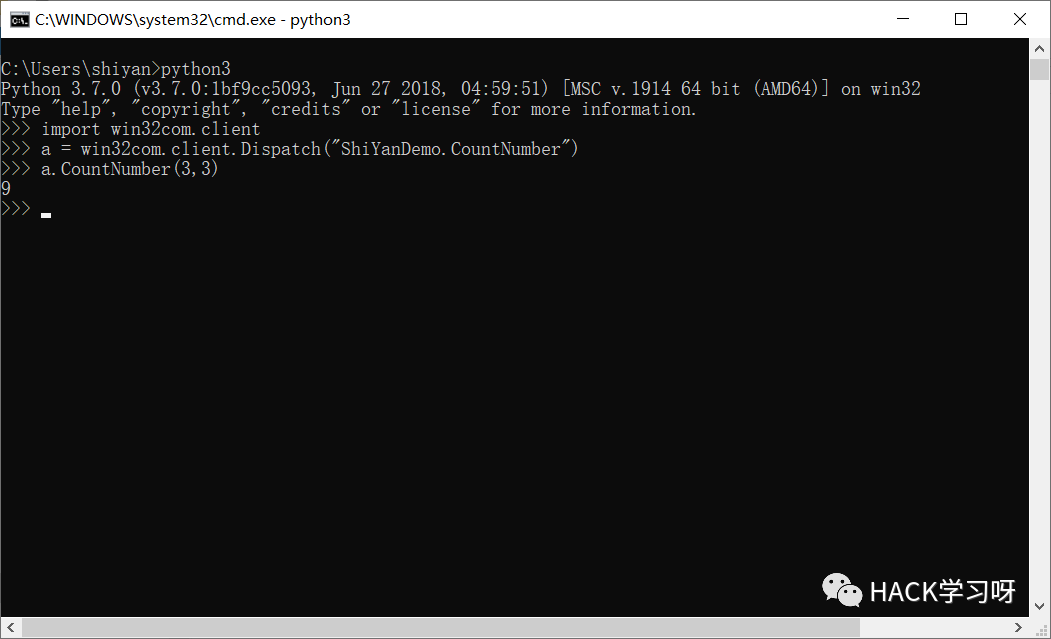 C:\WINDOWS\system32\cmd.exe - python3
C:\Users\shiyan>python3
Python 3.7.0 (v3.7.0:1bf9cc5093, Jun 27 2018, 04:59:51) [MSC v.1914 64 bit (AMD64)] on win32
Type "help", "copyright", "credits" or "license" for more information.
>>> import win32com.client
>>> a = win32com.client.Dispatch("ShiYanDemo.CountNumber")
>>> a.CountNumber(3,3)
9
>>>
HACK学习呀